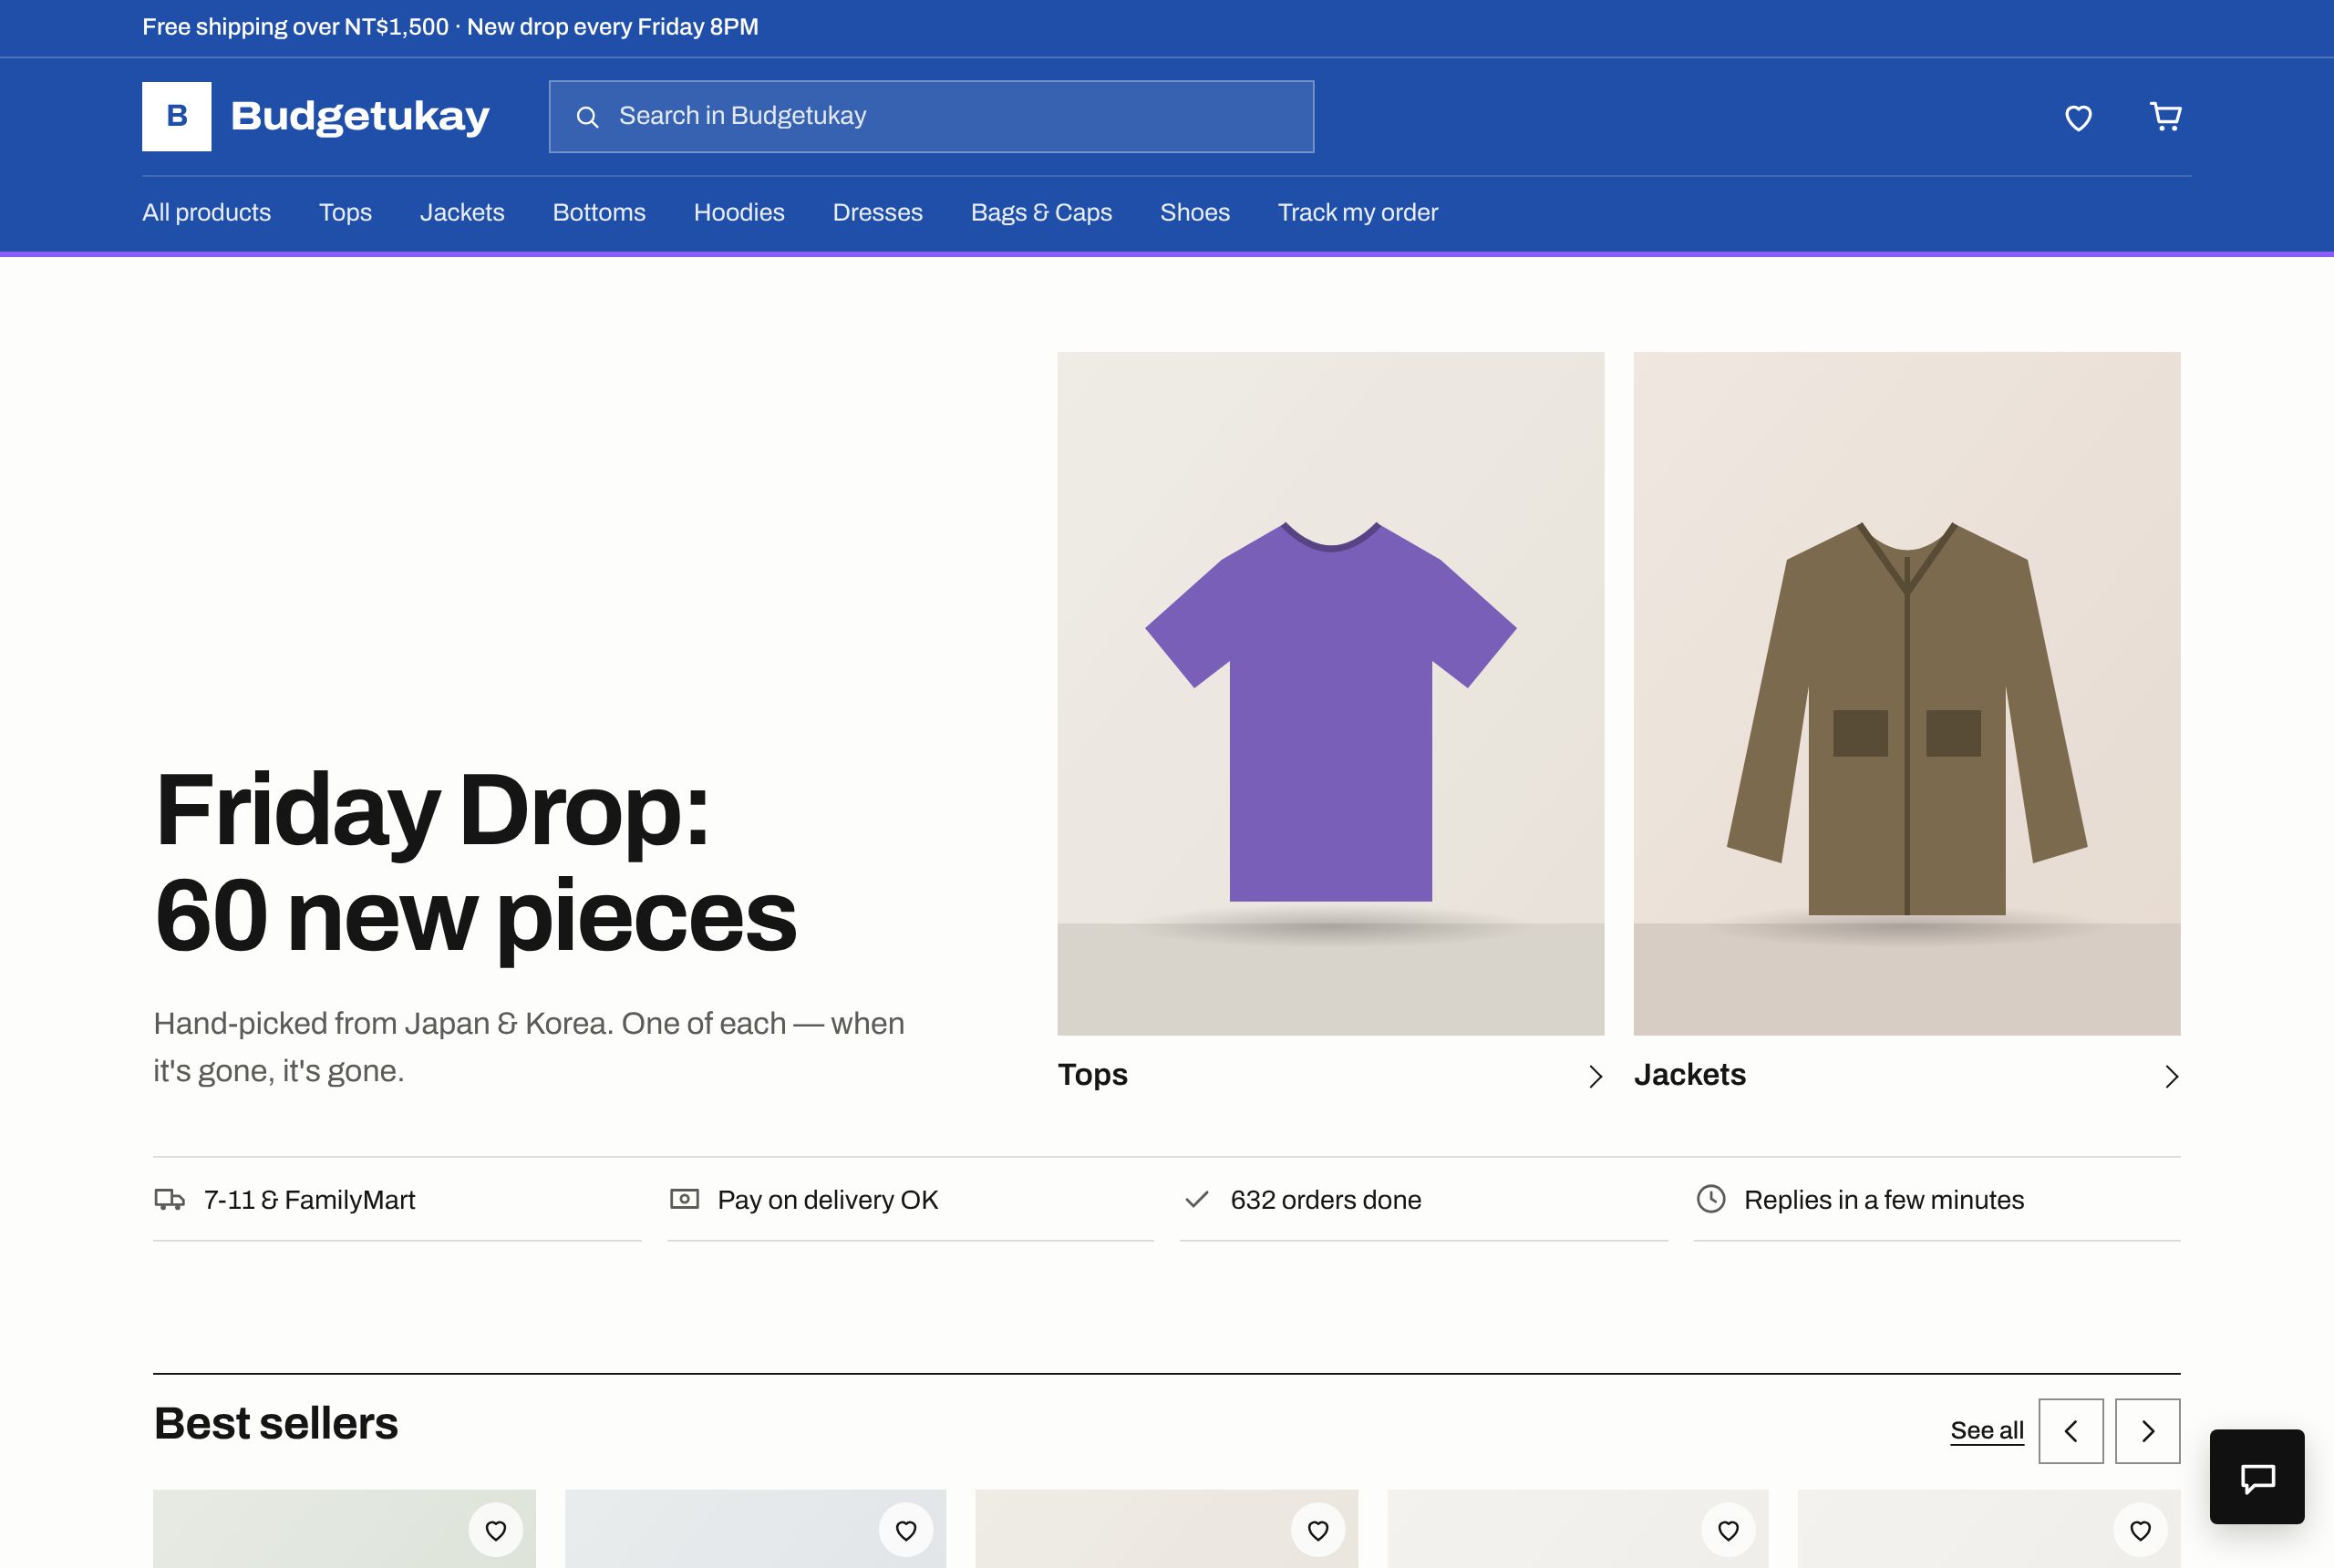 Free shipping over NT$1,500 · New drop every Friday 8PM
B
Budgetukay
Search in Budgetukay
All products
Tops
Jackets
Bottoms
Hoodies
Dresses
Bags & Caps
Shoes
Track my order
Friday Drop:
60 new pieces
Hand-picked from Japan & Korea. One of each — when
it's gone, it's gone.
Tops
Jackets
7-11 & FamilyMart
Pay on delivery OK
632 orders done
Replies in a few minutes
Best sellers
See all